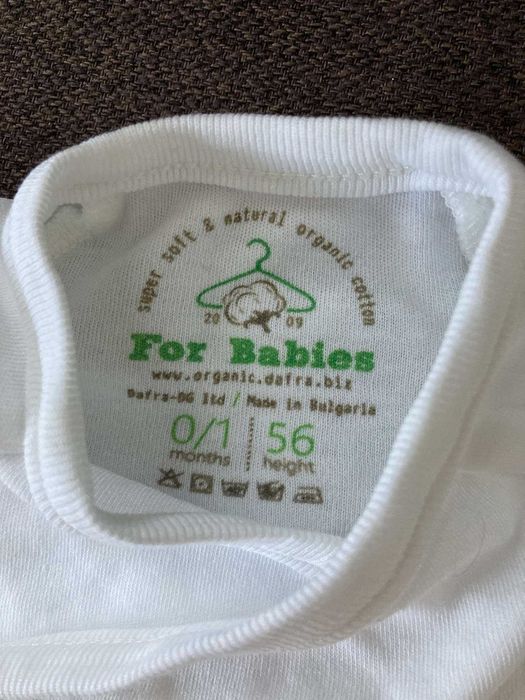 super soft & natural organic cotton
20 09
For Babies
www.organic.dafra.biz
Dafra-DG ltd / Made in Bulgaria
0/1 56
months height